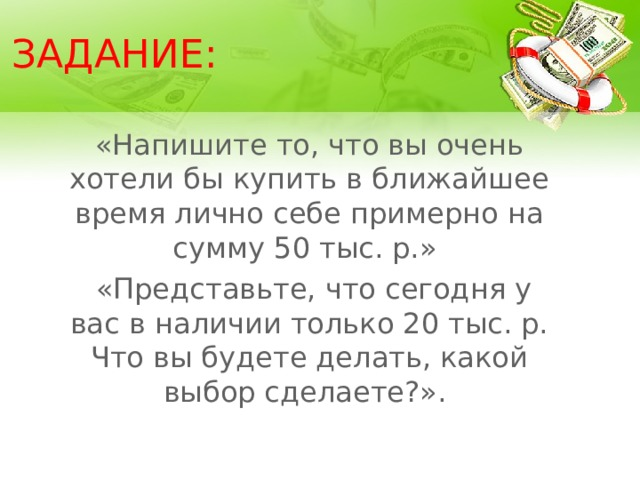 ЗАДАНИЕ:
«Напишите то, что вы очень
хотели бы купить в ближайшее
время лично себе примерно на
сумму 50 тыс. р.»
«Представьте, что сегодня у
вас в наличии только 20 тыс. р.
Что вы будете делать, какой
выбор сделаете?».